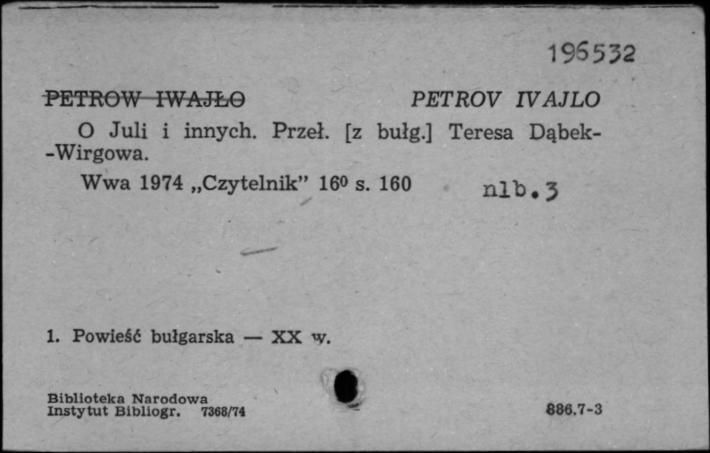 196532
PETROW IWAJŁO PETROV IVAJLO
O Juli i innych. Przeł. [z bułg.] Teresa Dąbek-
-Wirgowa.
Wwa 1974 „Czytelnik” 16⁰ s. 160 nlb. 3
1. Powieść bułgarska — XX w.
Biblioteka Narodowa
Instytut Bibliogr. 7368/74 886.7-3